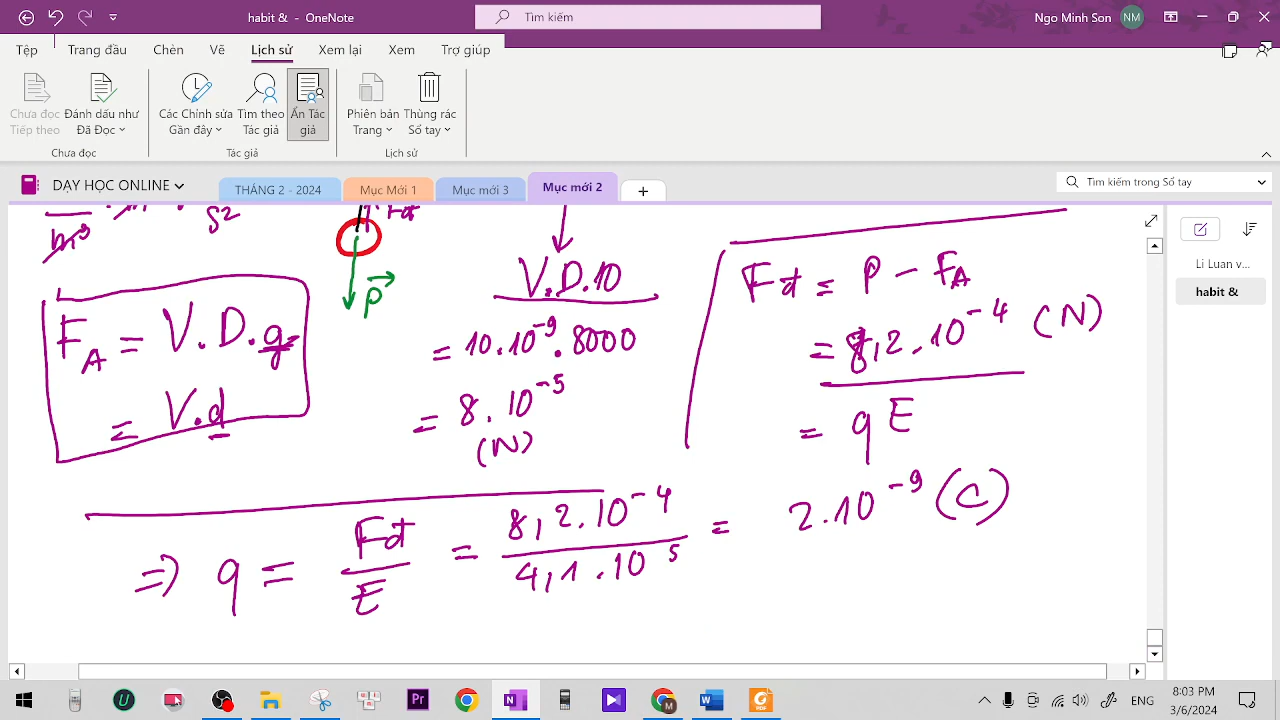 habit & - OneNote
Tìm kiếm
Ngo Minh Son
NM
Tệp Trang đầu Chèn Vẽ Lịch sử Xem lại Xem Trợ giúp
Chưa đọc Tiếp theo
Đánh dấu như Đã Đọc
Các Chỉnh sửa Gần đây
Tìm theo Tác giả
Ẩn Tác giả
Phiên bản Trang
Thùng rác Sổ tay
Chưa đọc
Tác giả
Lịch sử
DẠY HỌC ONLINE
THÁNG 2 - 2024
Mục Mới 1
Mục mới 3
Mục mới 2
+
Tìm kiếm trong Sổ tay
Li Luan v...
habit &
m³
s²
Fđ
P
F_A = V.D.g
= V.d
V.D.10
= 10.10⁻⁹.8000
= 8.10⁻⁵
(N)
Fđ = P - F_A
= 8,2.10⁻⁴ (N)
= qE
=> q = Fđ/E = 8,2.10⁻⁴/4,1.10⁵ = 2.10⁻⁹ (C)
ENG
8:03 PM
3/6/2024